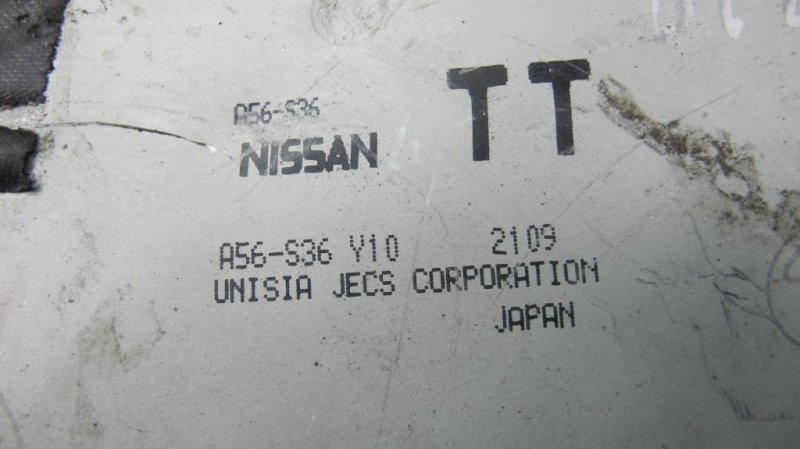 A56-S36
NISSAN TT
A56-S36 Y10 2109
UNISIA JECS CORPORATION
JAPAN